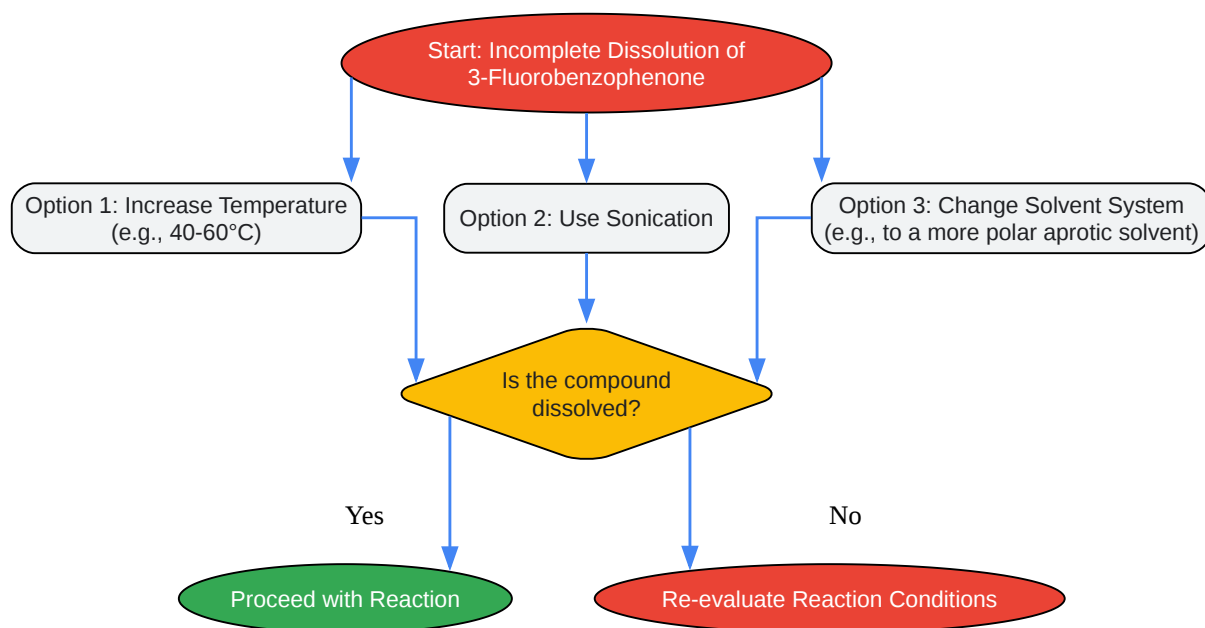 Start: Incomplete Dissolution of
3-Fluorobenzophenone
Option 1: Increase Temperature
(e.g., 40-60°C)
Option 2: Use Sonication
Option 3: Change Solvent System
(e.g., to a more polar aprotic solvent)
Is the compound
dissolved?
Yes
No
Proceed with Reaction
Re-evaluate Reaction Conditions